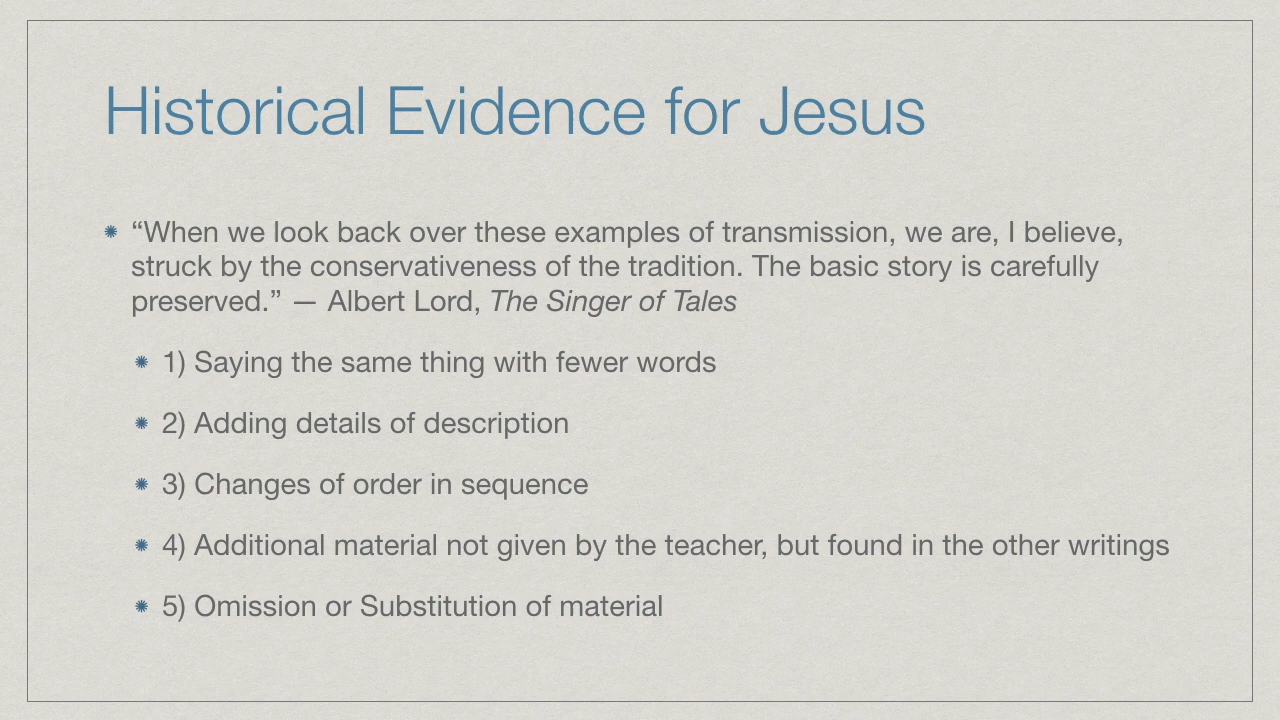 Historical Evidence for Jesus
“When we look back over these examples of transmission, we are, I believe,
struck by the conservativeness of the tradition. The basic story is carefully
preserved.” — Albert Lord, The Singer of Tales
1) Saying the same thing with fewer words
2) Adding details of description
3) Changes of order in sequence
4) Additional material not given by the teacher, but found in the other writings
5) Omission or Substitution of material